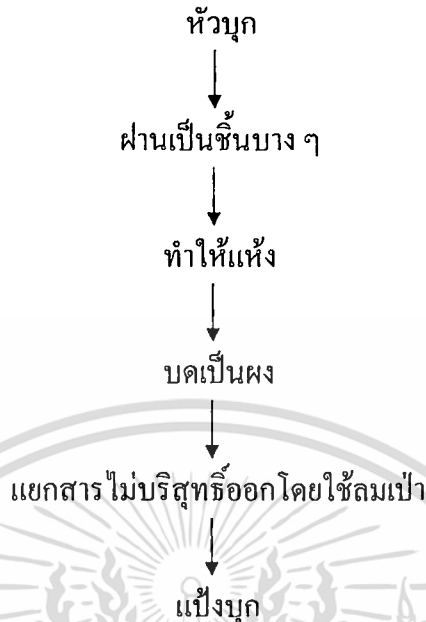 หัวบุก
ฝานเป็นชิ้นบาง ๆ
ทำให้แห้ง
บดเป็นผง
แยกสารไม่บริสุทธิ์ออกโดยใช้ลมเป่า
แป้งบุก